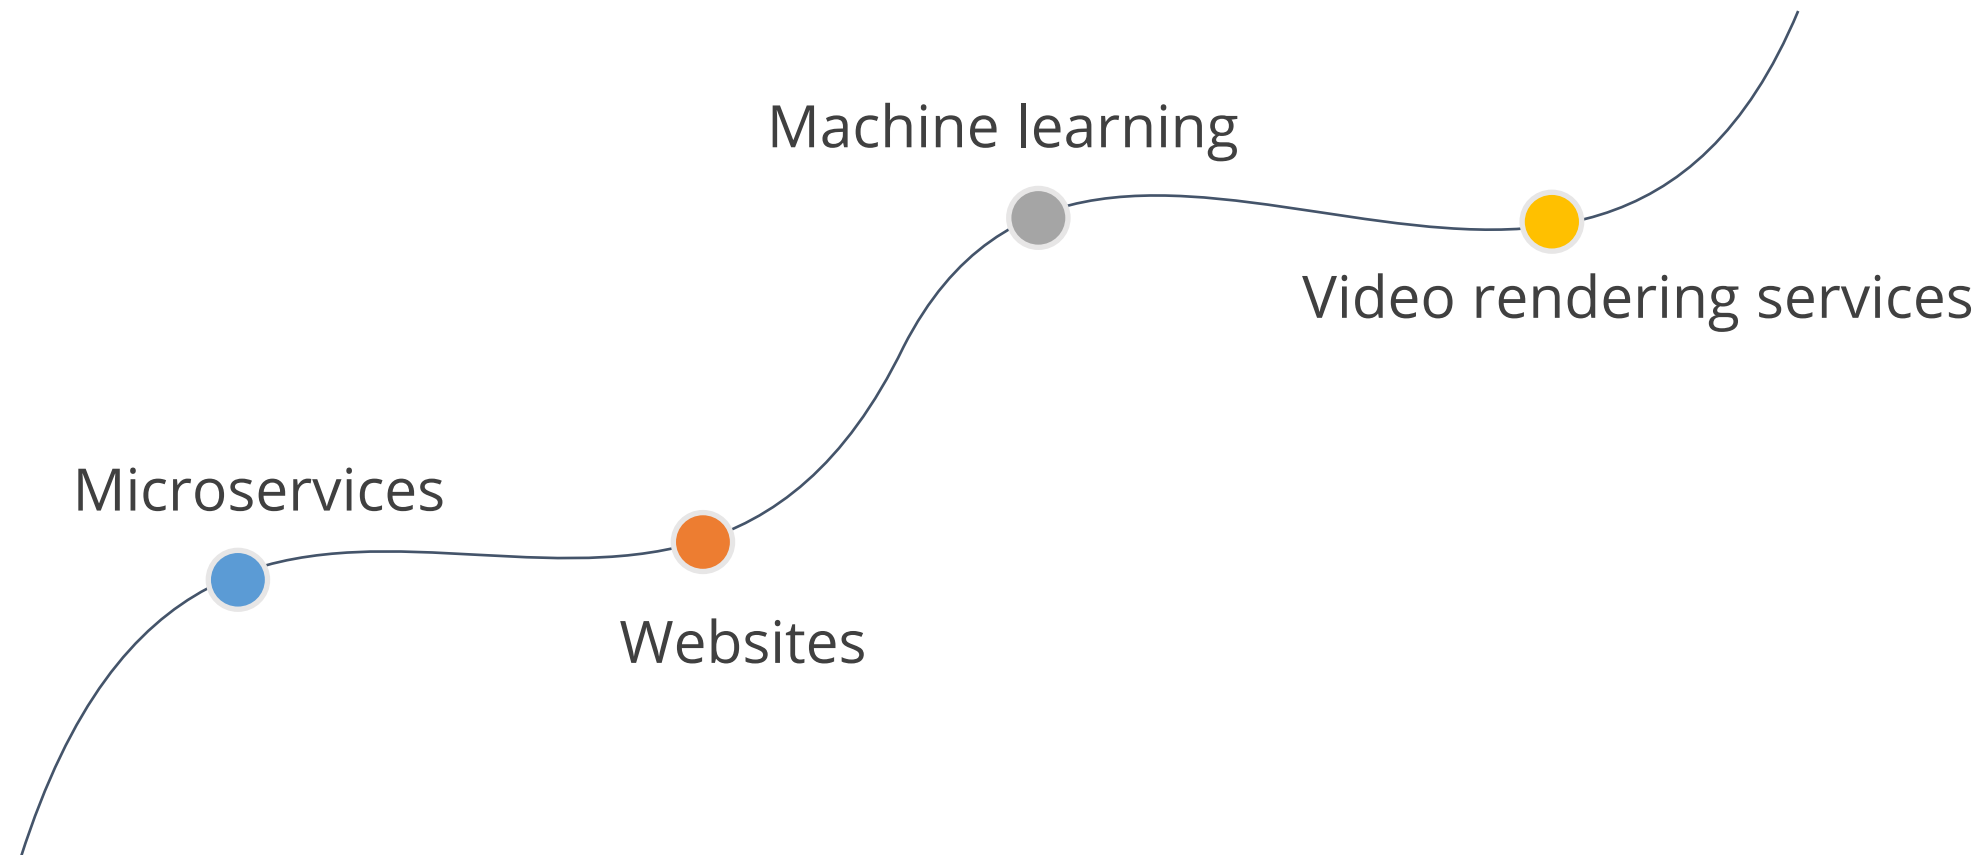 Machine learning
Video rendering services
Microservices
Websites